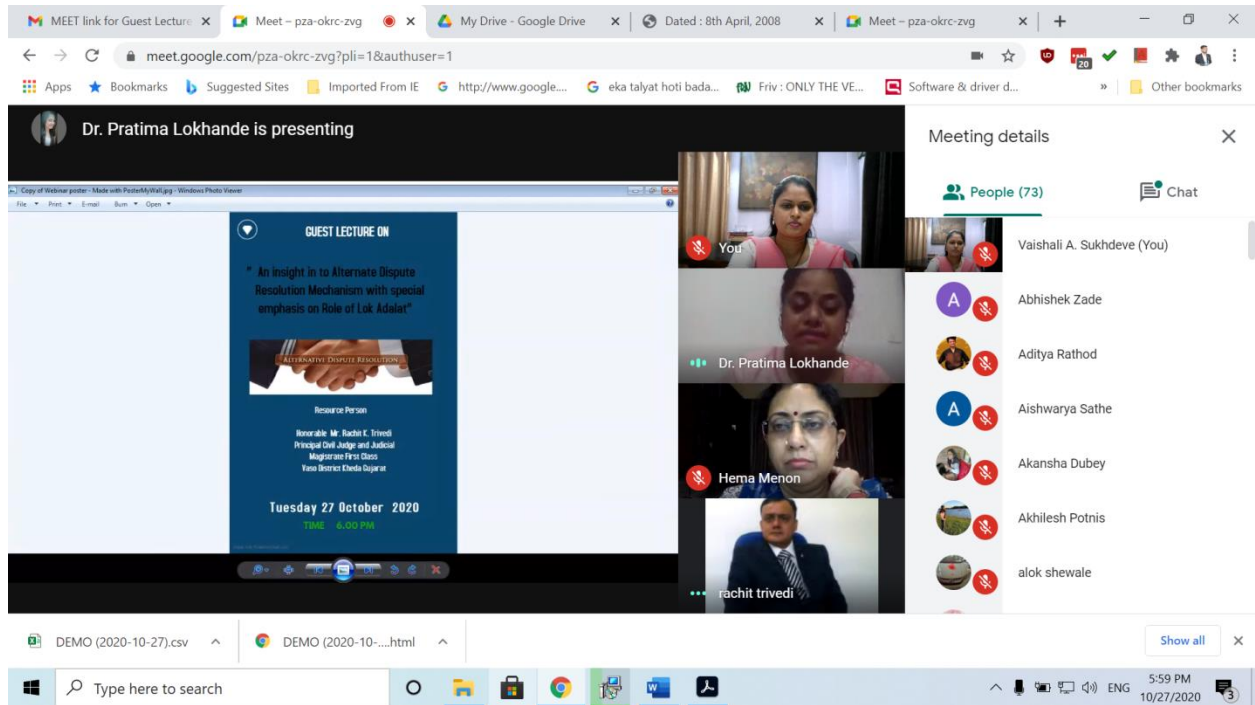 MEET link for Guest Lecture
Meet – pza-okrc-zvg
My Drive - Google Drive
Dated : 8th April, 2008
Meet – pza-okrc-zvg
meet.google.com/pza-okrc-zvg?pli=1&authuser=1
20
Apps
Bookmarks
Suggested Sites
Imported From IE
http://www.google....
eka talyat hoti bada...
Friv : ONLY THE VE...
Software & driver d...
»
Other bookmarks
Dr. Pratima Lokhande is presenting
Copy of Webinar poster - Made with PosterMyWall.jpg - Windows Photo Viewer
File Print E-mail Burn Open
GUEST LECTURE ON
" An insight in to Alternate Dispute
Resolution Mechanism with special
emphasis on Role of Lok Adalat"
ALTERNATIVE DISPUTE RESOLUTION
Resource Person
Honorable Mr. Rachit K. Trivedi
Principal Civil Judge and Judicial
Magistrate First Class
Vaso District Kheda Gujarat
Tuesday 27 October 2020
TIME 6.00 PM
You
Dr. Pratima Lokhande
Hema Menon
rachit trivedi
Meeting details
People (73)
Chat
Vaishali A. Sukhdeve (You)
A
Abhishek Zade
Aditya Rathod
A
Aishwarya Sathe
Akansha Dubey
Akhilesh Potnis
alok shewale
DEMO (2020-10-27).csv
DEMO (2020-10-....html
Show all
Type here to search
ENG
5:59 PM
10/27/2020
3